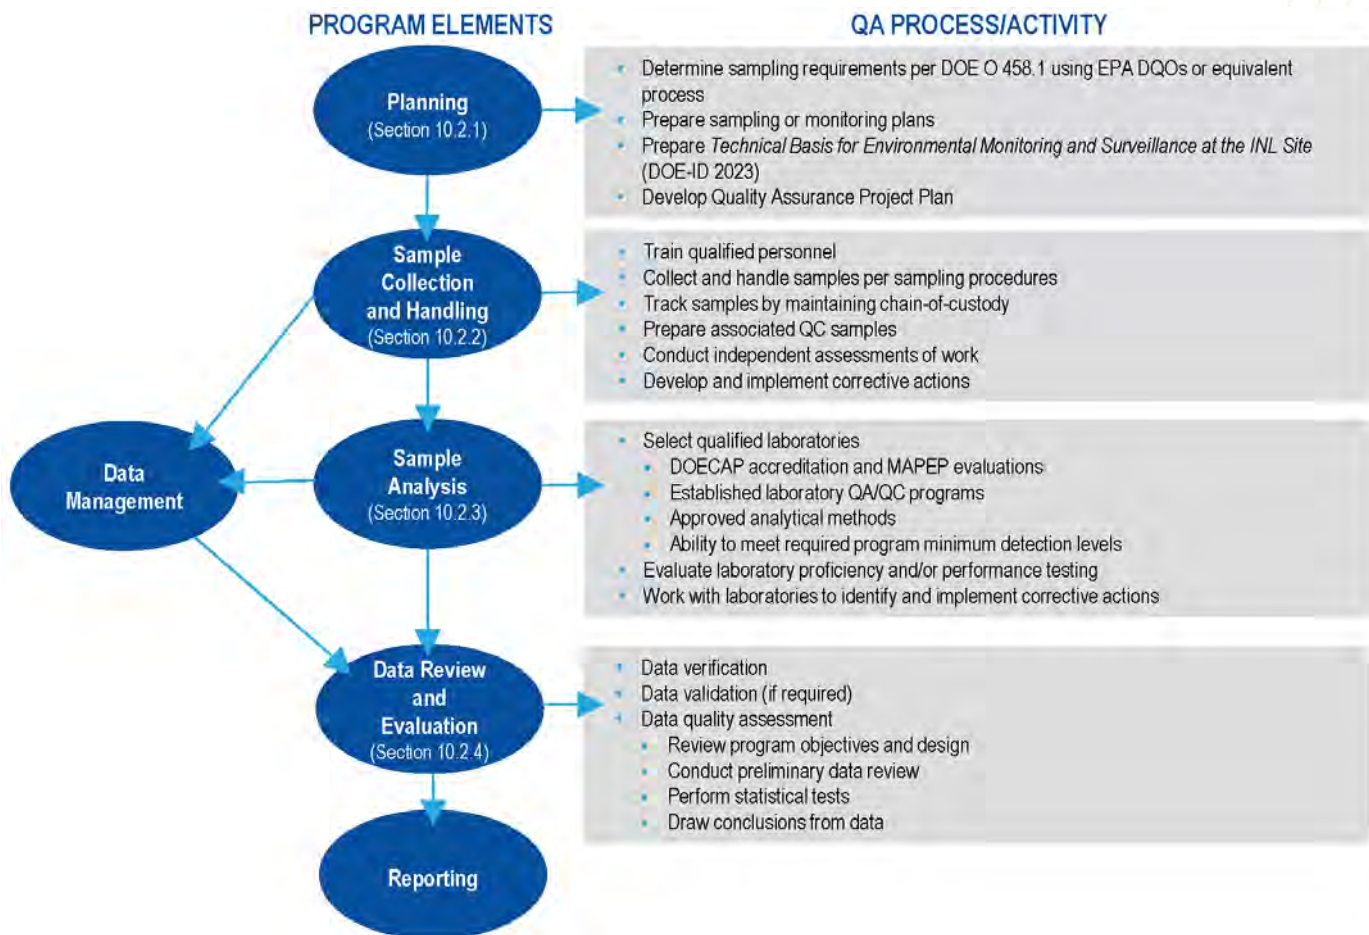 PROGRAM ELEMENTS
QA PROCESS/ACTIVITY
Planning
(Section 10.2.1)
• Determine sampling requirements per DOE O 458.1 using EPA DQOs or equivalent
process
• Prepare sampling or monitoring plans
• Prepare Technical Basis for Environmental Monitoring and Surveillance at the INL Site
(DOE-ID 2023)
• Develop Quality Assurance Project Plan
Sample
Collection
and Handling
(Section 10.2.2)
• Train qualified personnel
• Collect and handle samples per sampling procedures
• Track samples by maintaining chain-of-custody
• Prepare associated QC samples
• Conduct independent assessments of work
• Develop and implement corrective actions
Data
Management
Sample
Analysis
(Section 10.2.3)
• Select qualified laboratories
• DOECAP accreditation and MAPEP evaluations
• Established laboratory QA/QC programs
• Approved analytical methods
• Ability to meet required program minimum detection levels
• Evaluate laboratory proficiency and/or performance testing
• Work with laboratories to identify and implement corrective actions
Data Review
and
Evaluation
(Section 10.2.4)
• Data verification
• Data validation (if required)
• Data quality assessment
• Review program objectives and design
• Conduct preliminary data review
• Perform statistical tests
• Draw conclusions from data
Reporting